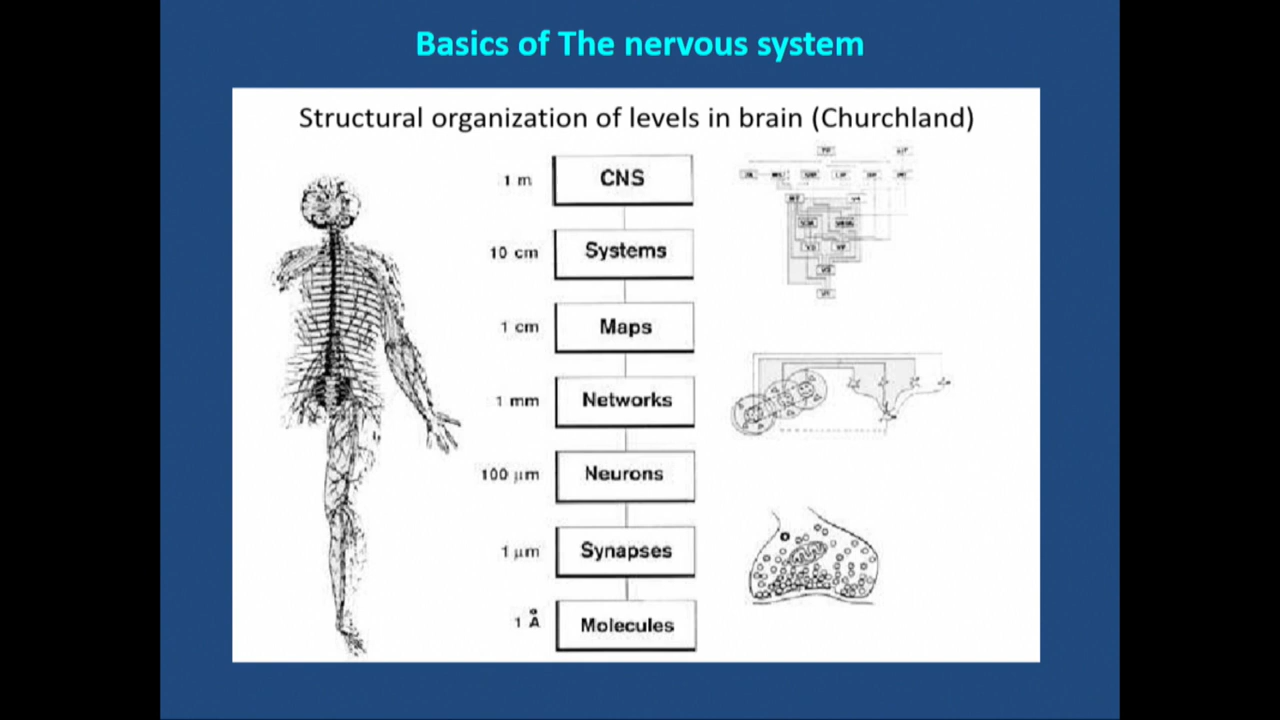 Basics of The nervous system
Structural organization of levels in brain (Churchland)
1 m
CNS
10 cm
Systems
1 cm
Maps
1 mm
Networks
100 μm
Neurons
1 μm
Synapses
1 Å
Molecules